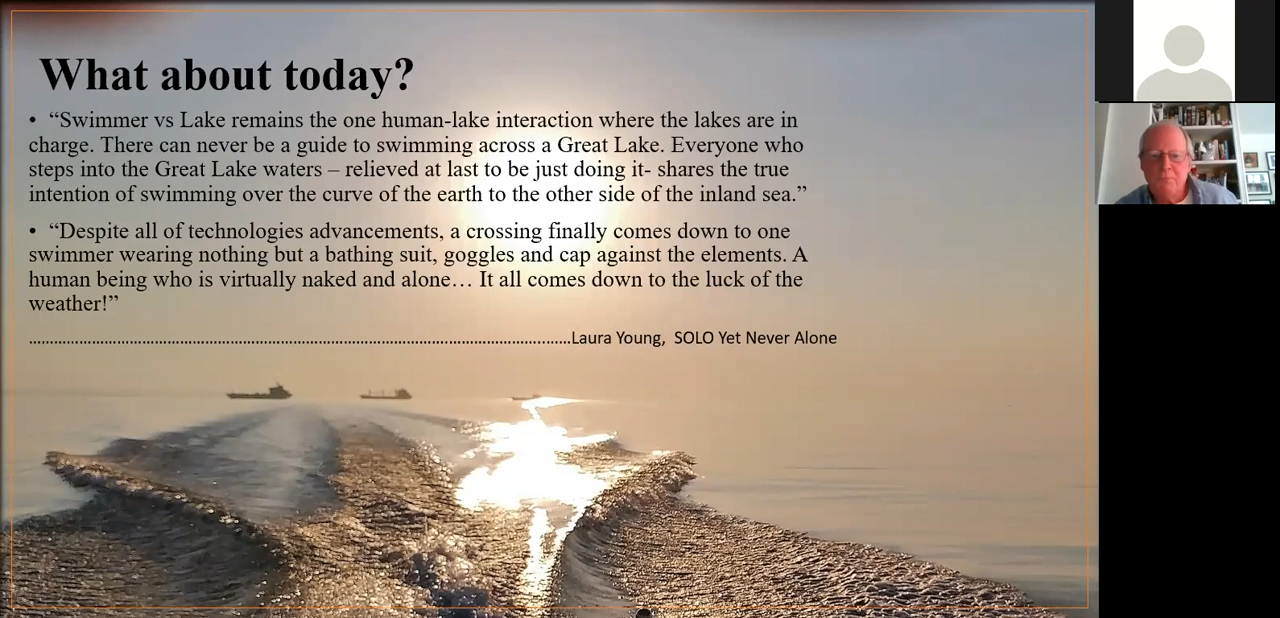 What about today?
• “Swimmer vs Lake remains the one human-lake interaction where the lakes are in
charge. There can never be a guide to swimming across a Great Lake. Everyone who
steps into the Great Lake waters – relieved at last to be just doing it- shares the true
intention of swimming over the curve of the earth to the other side of the inland sea.”
• “Despite all of technologies advancements, a crossing finally comes down to one
swimmer wearing nothing but a bathing suit, goggles and cap against the elements. A
human being who is virtually naked and alone… It all comes down to the luck of the
weather!”
……………………………………………………………………………………………………………………Laura Young, SOLO Yet Never Alone